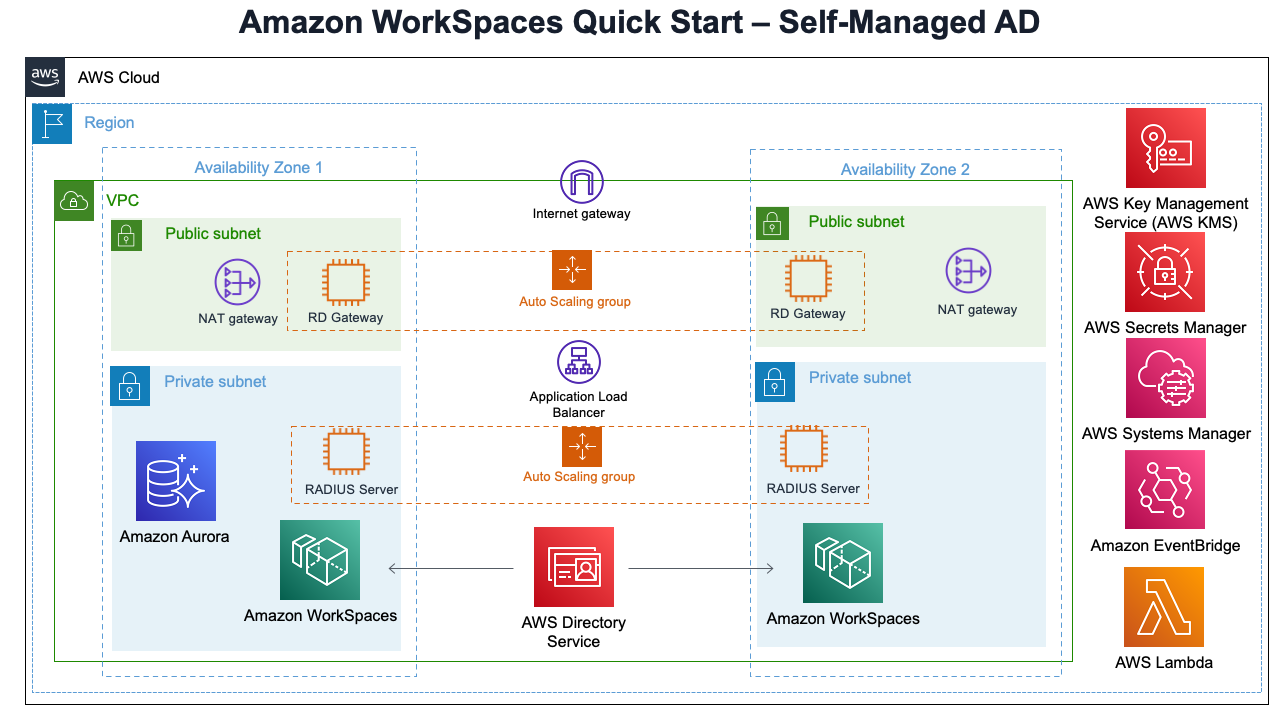 Amazon WorkSpaces Quick Start – Self-Managed AD
aws
AWS Cloud
Region
Availability Zone 1
Availability Zone 2
VPC
Internet gateway
Public subnet
Public subnet
NAT gateway
RD Gateway
Auto Scaling group
RD Gateway
NAT gateway
Private subnet
Application Load
Balancer
Private subnet
Amazon Aurora
RADIUS Server
Auto Scaling group
RADIUS Server
Amazon WorkSpaces
AWS Directory
Service
Amazon WorkSpaces
AWS Key Management
Service (AWS KMS)
AWS Secrets Manager
AWS Systems Manager
Amazon EventBridge
AWS Lambda